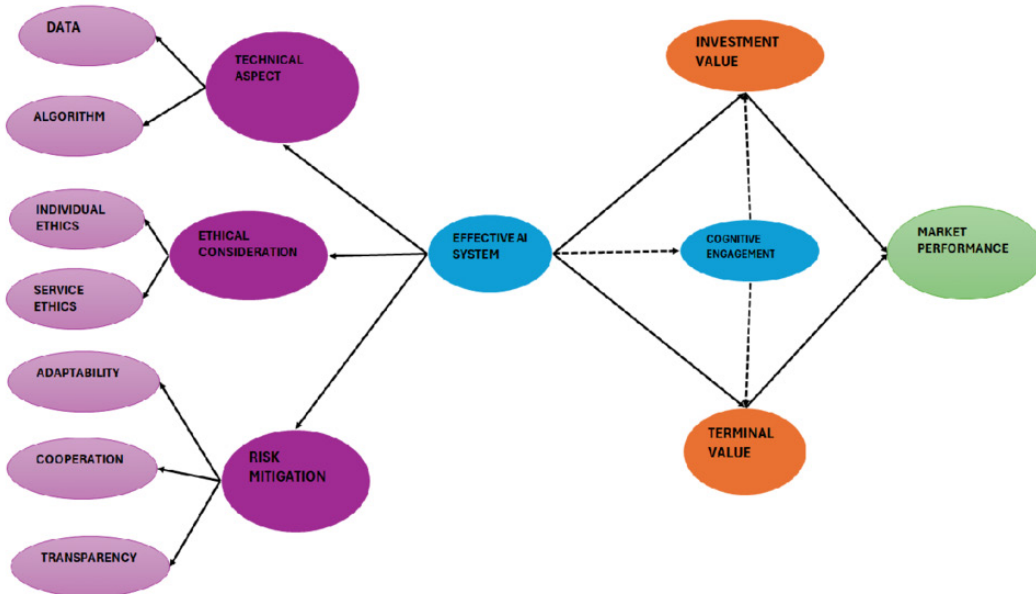 DATA
TECHNICAL
ASPECT
ALGORITHM
INDIVIDUAL
ETHICS
ETHICAL
CONSIDERATION
SERVICE
ETHICS
ADAPTABILITY
COOPERATION
RISK
MITIGATION
TRANSPARENCY
EFFECTIVE AI
SYSTEM
INVESTMENT
VALUE
COGNITIVE
ENGAGEMENT
TERMINAL
VALUE
MARKET
PERFORMANCE